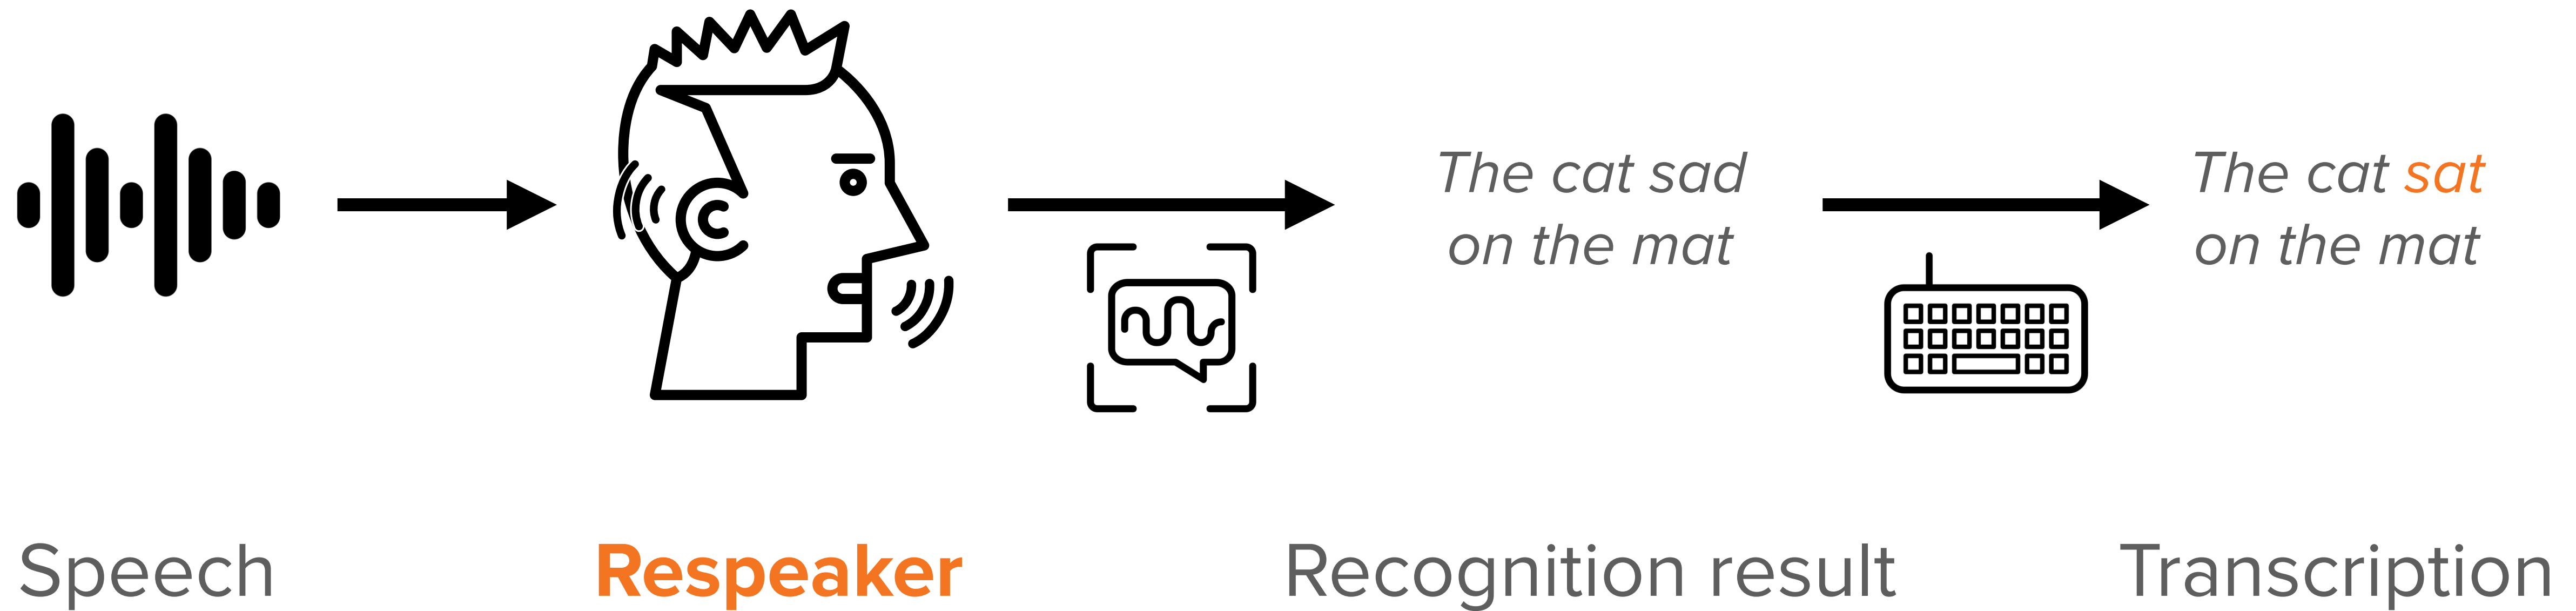 The cat sad
on the mat
The cat sat
on the mat
Speech
Respeaker
Recognition result
Transcription